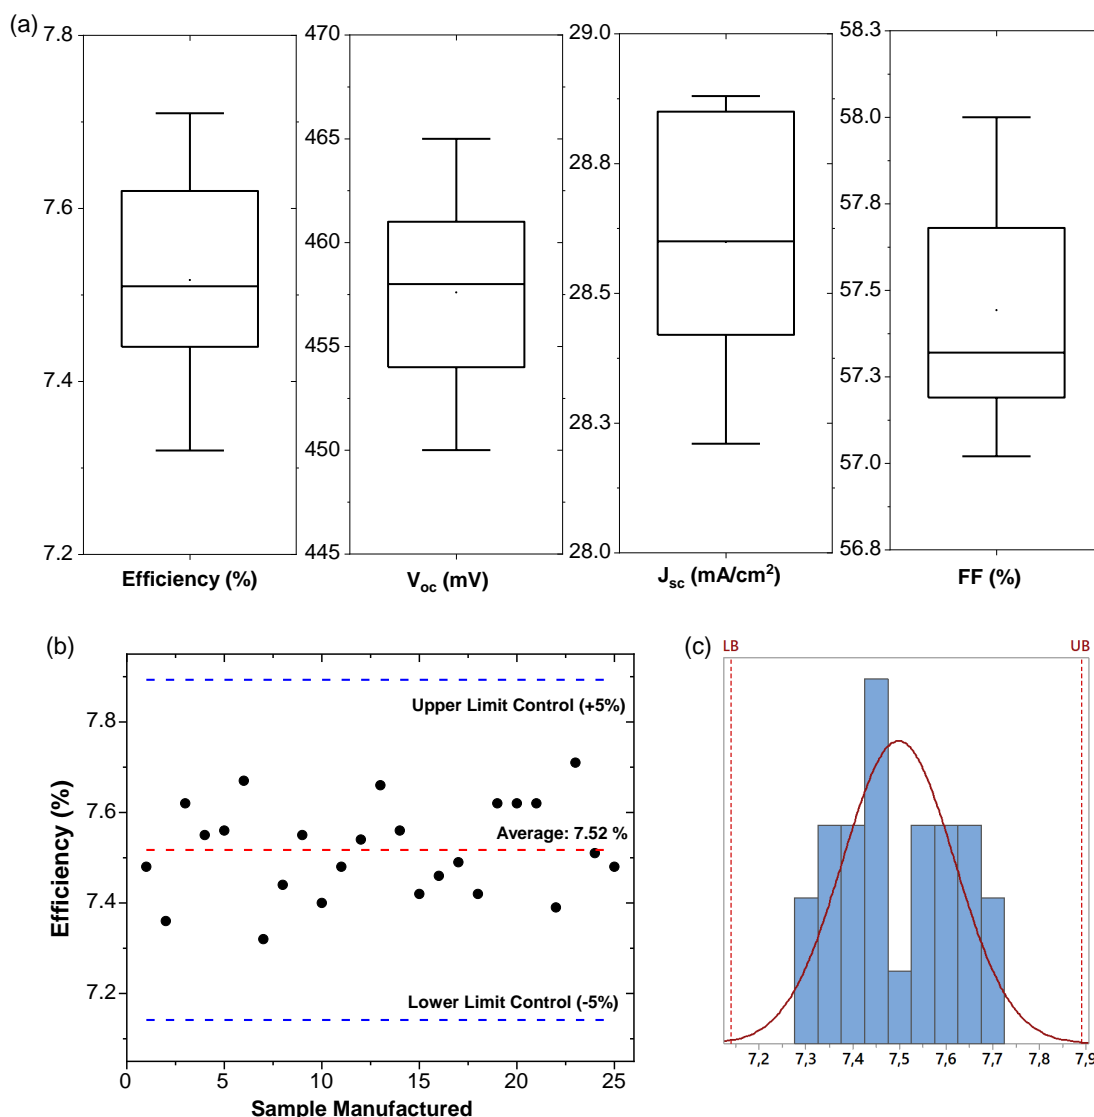 (a)
7.8
7.6
7.4
7.2
Efficiency (%)
470
465
460
455
450
445
Voc (mV)
29.0
28.8
28.5
28.3
28.0
Jsc (mA/cm²)
58.3
58.0
57.8
57.5
57.3
57.0
56.8
FF (%)
(b)
Efficiency (%)
7.8
7.6
7.4
7.2
Upper Limit Control (+5%)
Average: 7.52 %
Lower Limit Control (-5%)
0 5 10 15 20 25
Sample Manufactured
(c)
LB UB
7,2 7,3 7,4 7,5 7,6 7,7 7,8 7,9